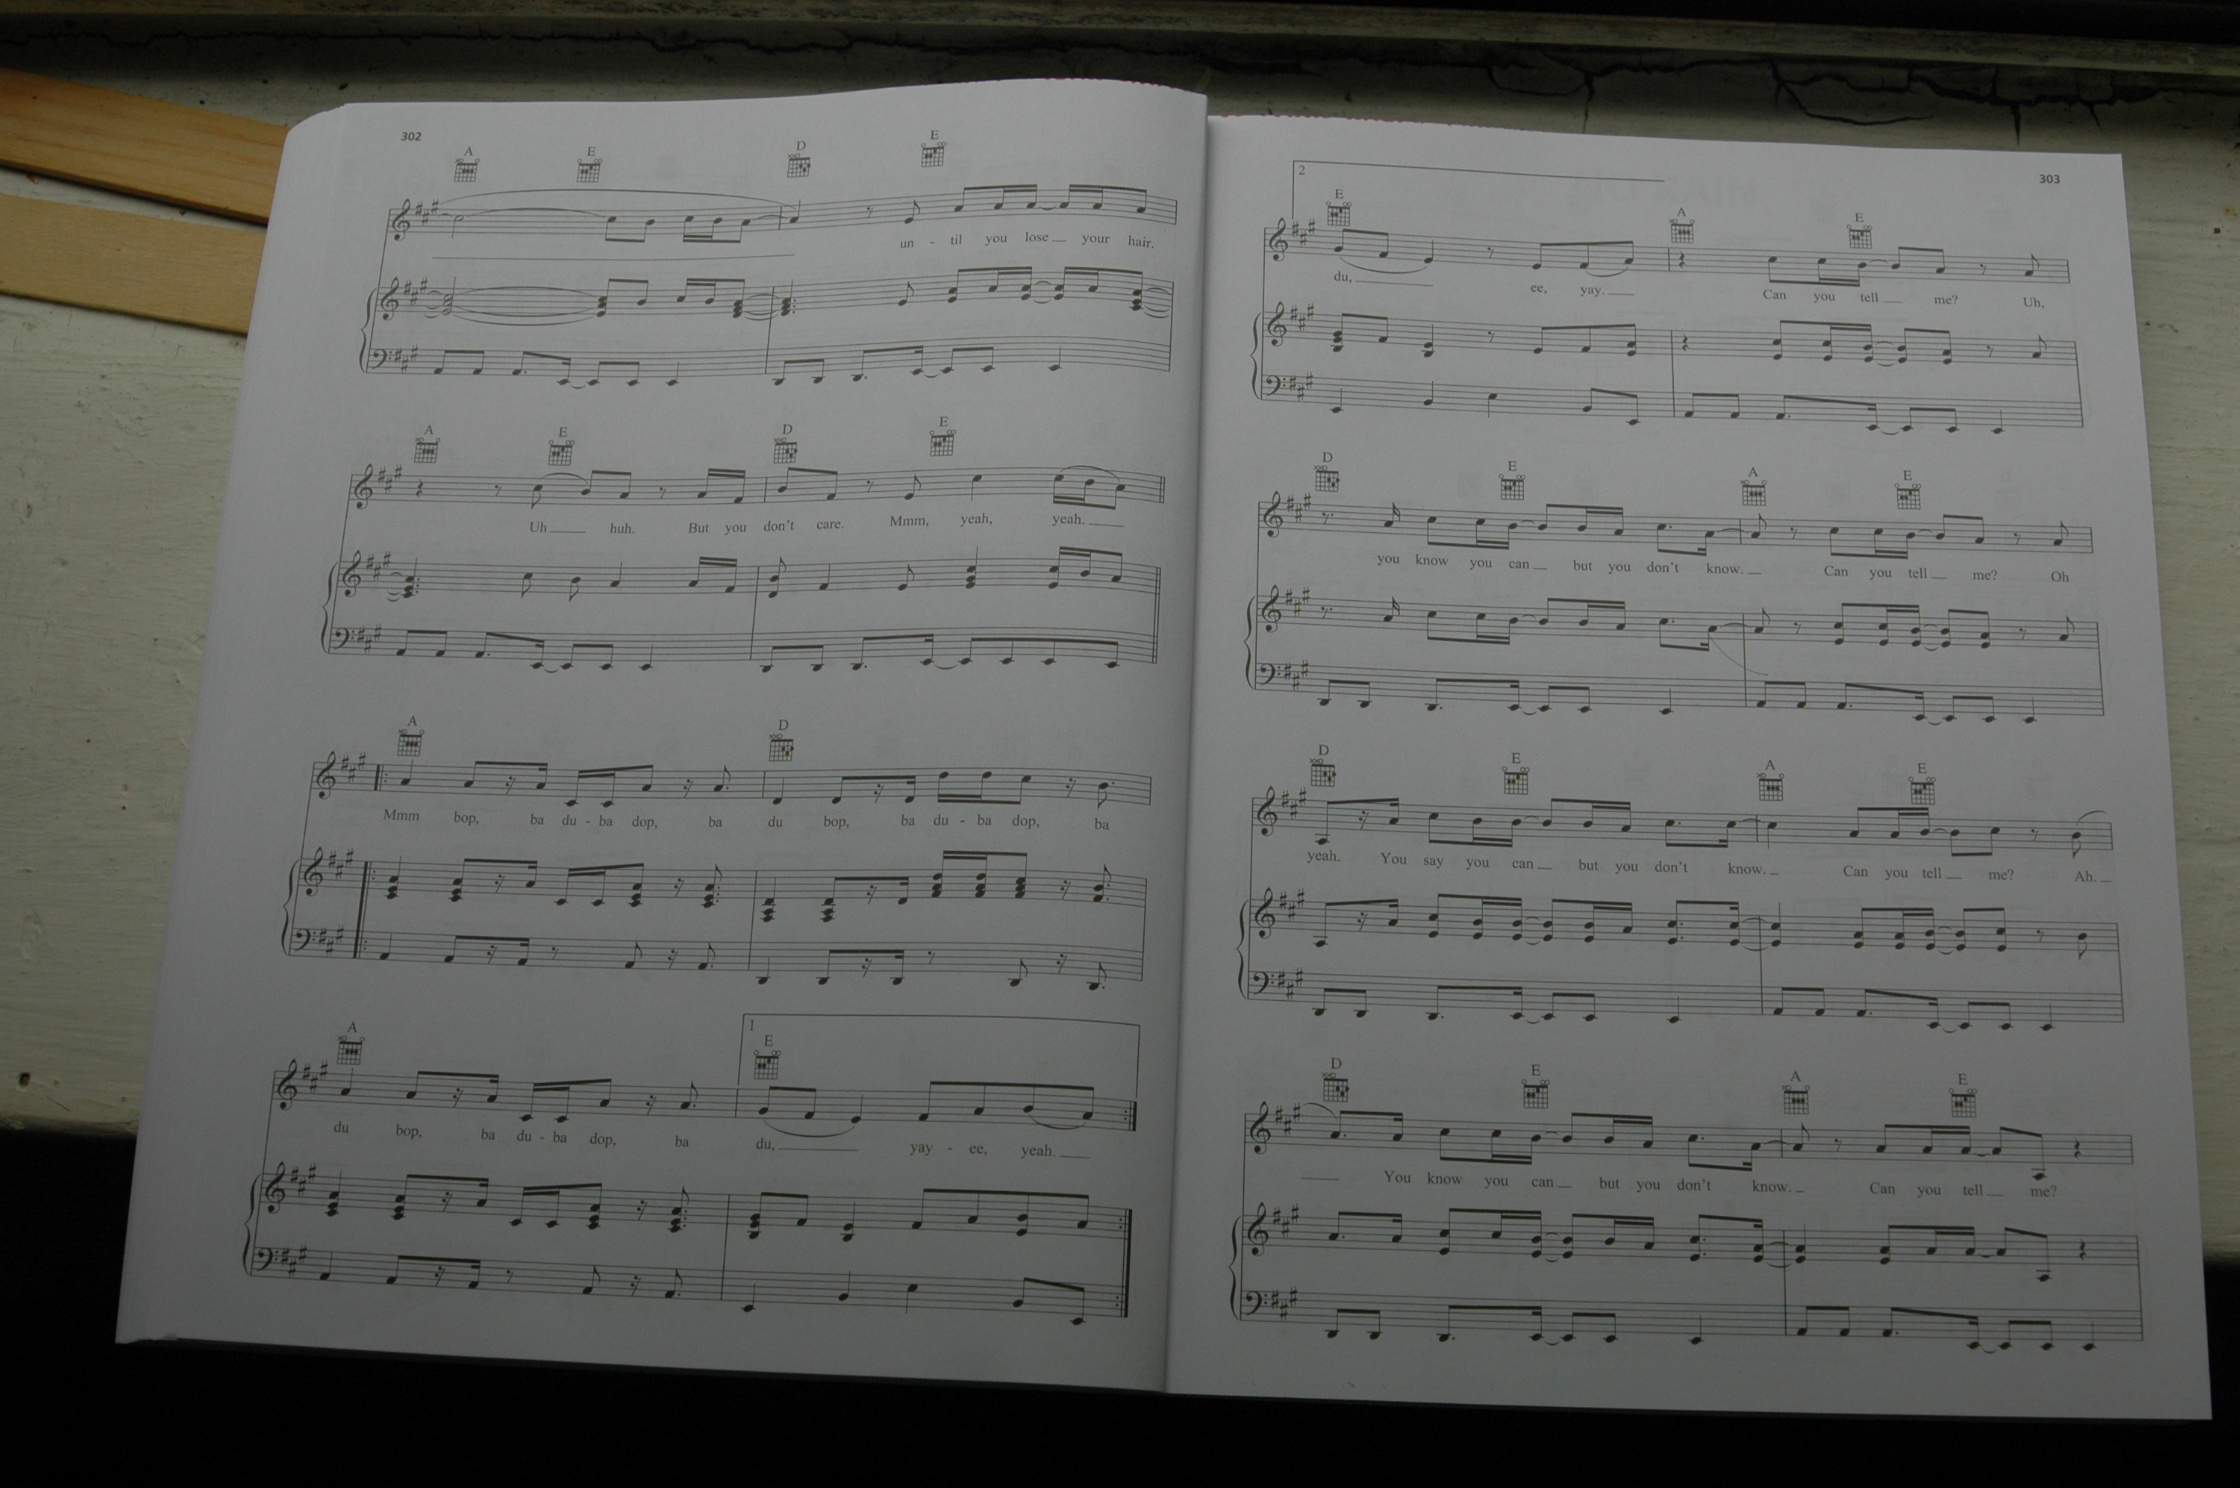 302
A E D E
un - til you lose your hair.
A E D E
Uh huh. But you don't care. Mmm, yeah, yeah.
A D
Mmm bop, ba du - ba dop, ba du bop, ba du - ba dop, ba
1
A E
du bop, ba du - ba dop, ba du, yay - ee, yeah.
303
2
E A E
du, ee, yay. Can you tell me? Uh,
D E A E
you know you can but you don't know. Can you tell me? Oh
D E A E
yeah. You say you can but you don't know. Can you tell me? Ah.
D E A E
You know you can but you don't know. Can you tell me?